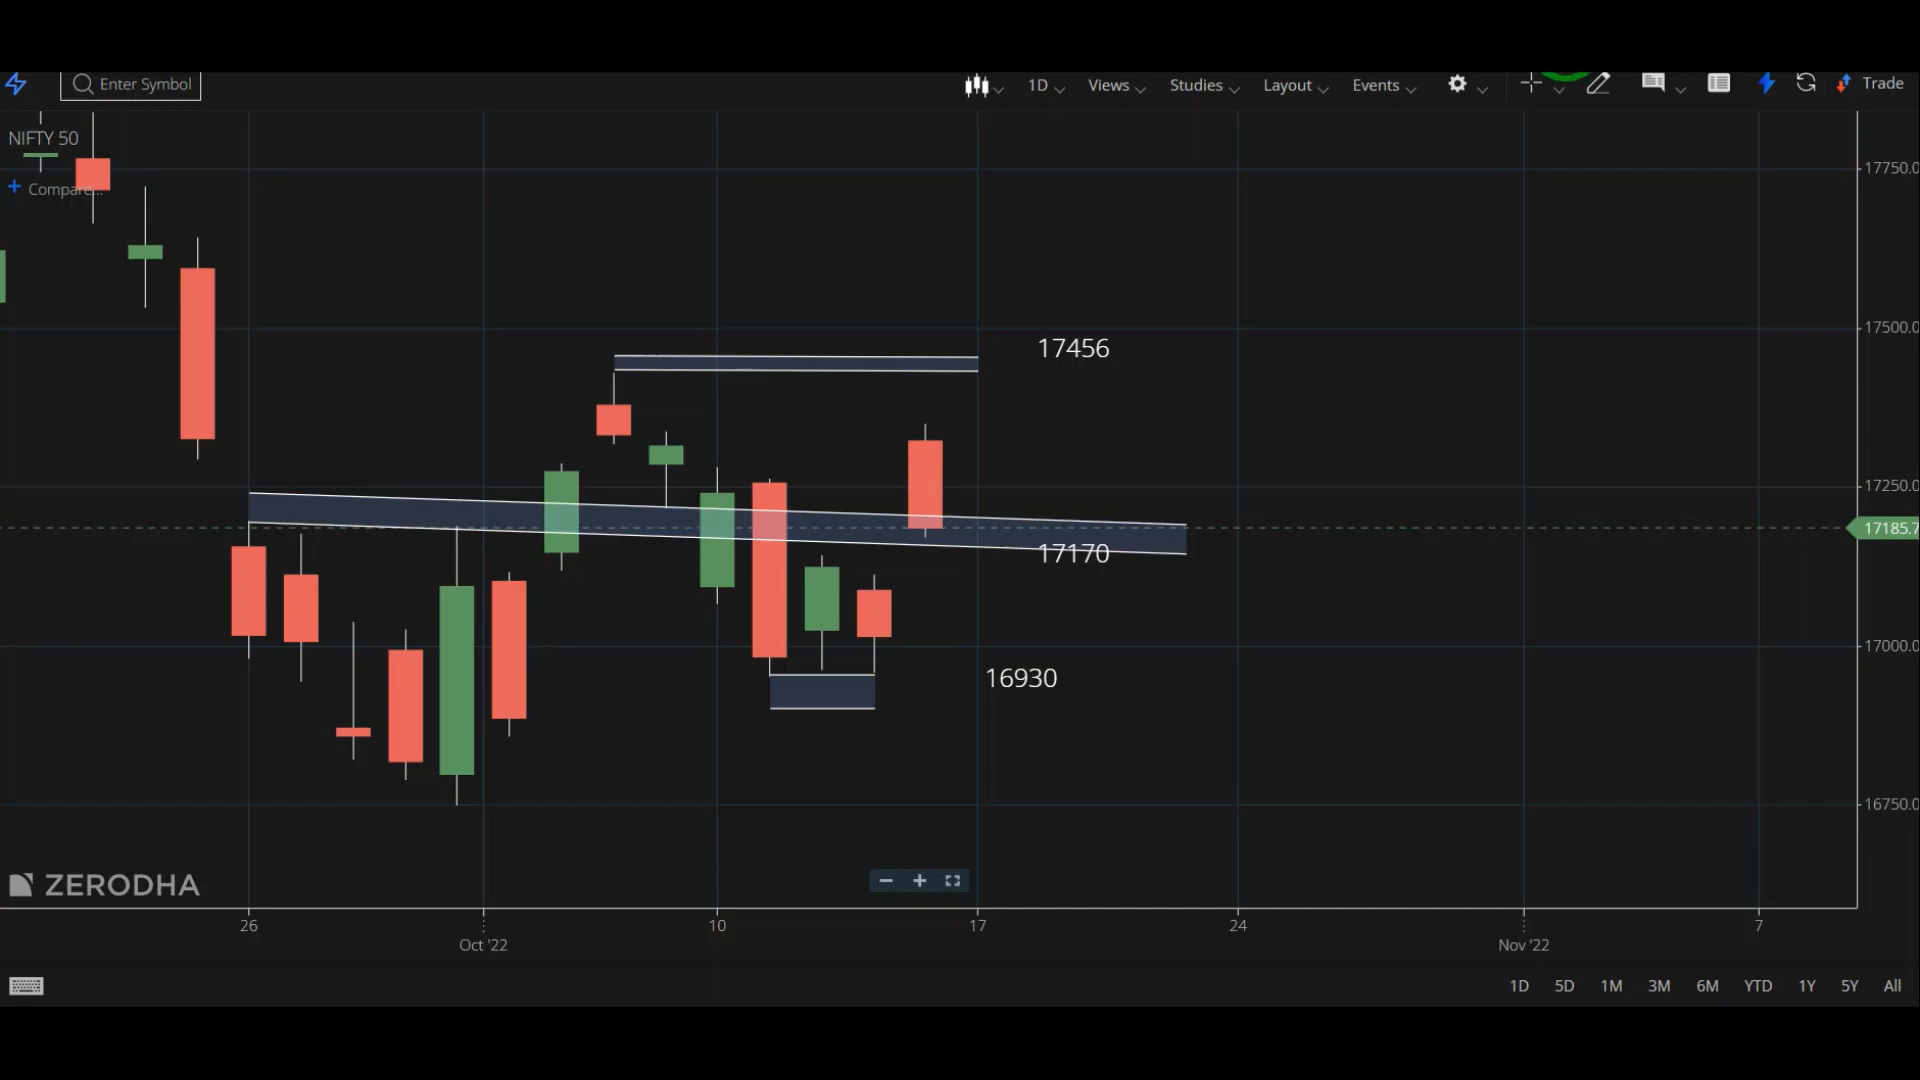 Enter Symbol
1D
Views
Studies
Layout
Events
Trade
NIFTY 50
+ Compare...
17750.0
17500.0
17456
17250.0
17185.7
17170
17000.0
16930
16750.0
ZERODHA
26
10
17
24
7
Oct '22
Nov '22
1D 5D 1M 3M 6M YTD 1Y 5Y All